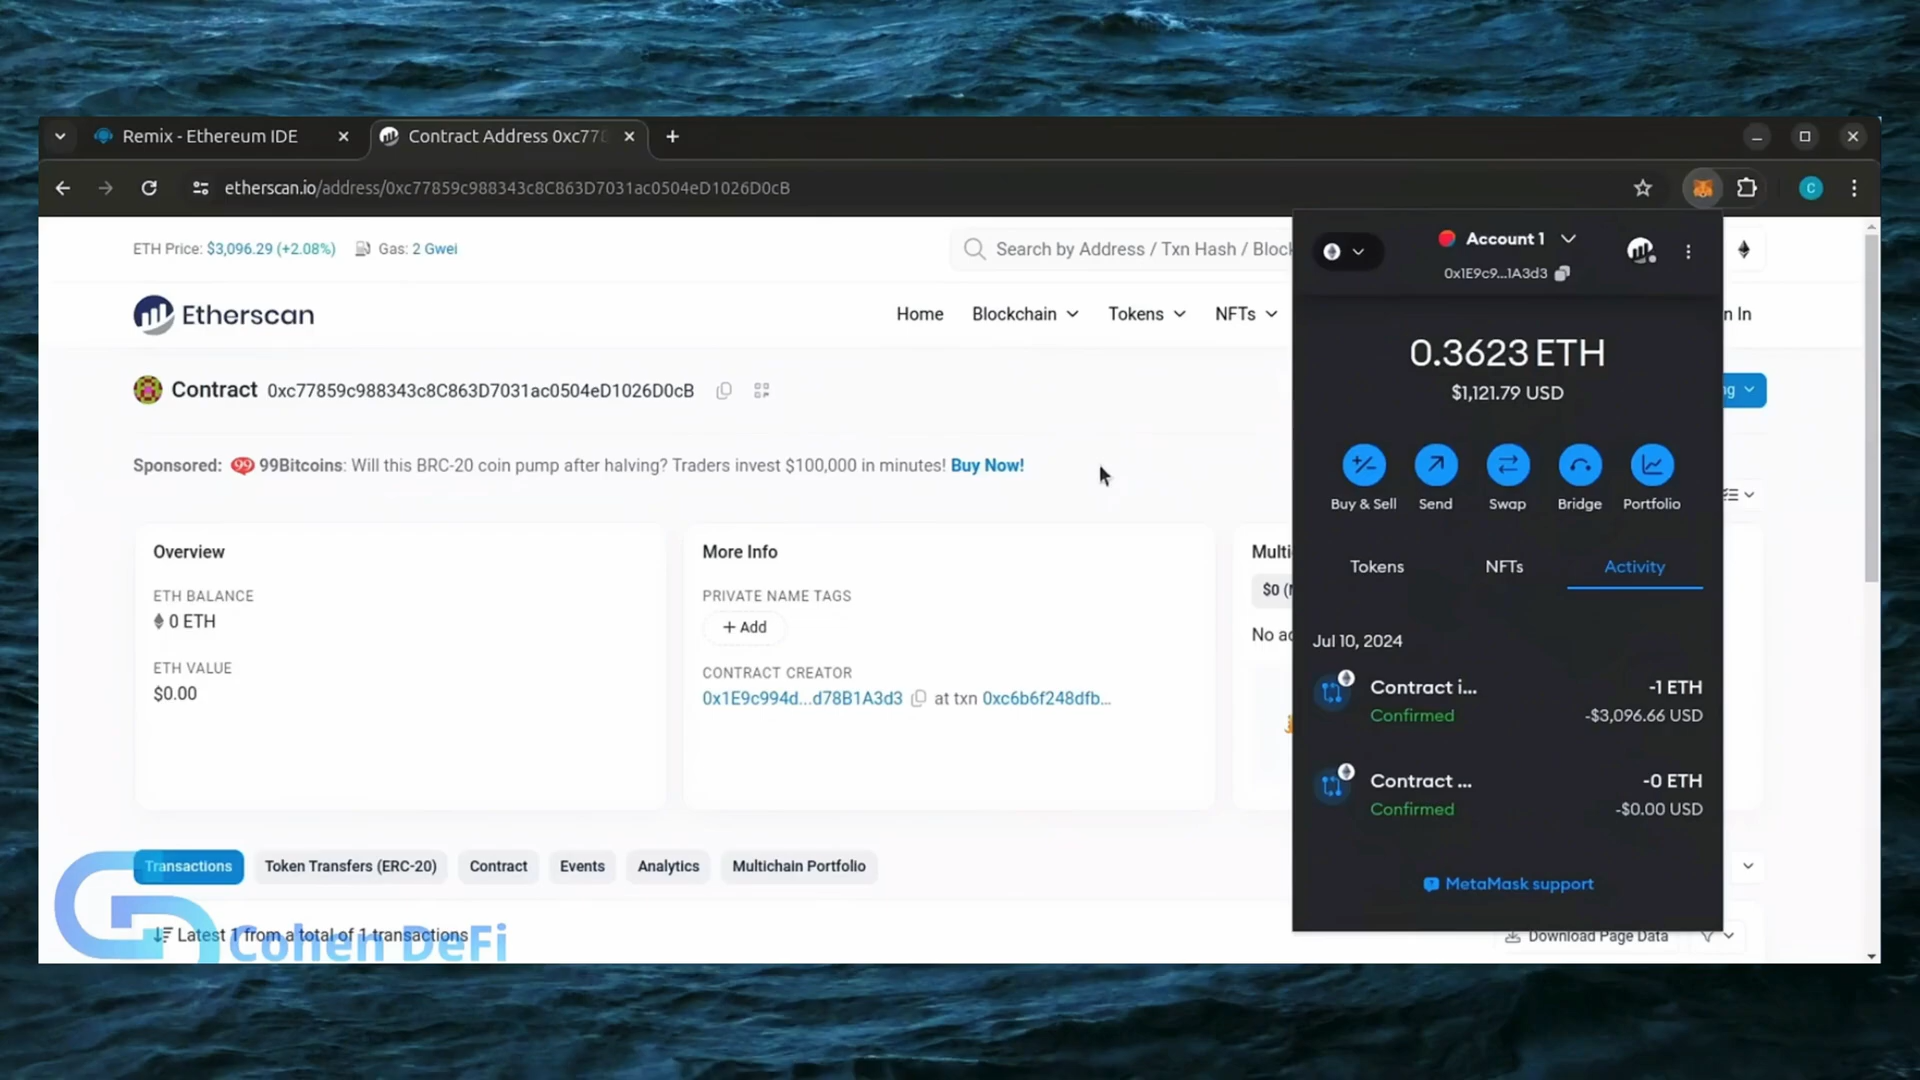 Remix - Ethereum IDE
Contract Address 0xc77
etherscan.io/address/0xc77859c988343c8C863D7031ac0504eD1026D0cB
C
ETH Price: $3,096.29 (+2.08%) Gas: 2 Gwei
Search by Address / Txn Hash / Block
Etherscan
Home Blockchain Tokens NFTs
n In
Contract 0xc77859c988343c8C863D7031ac0504eD1026D0cB
g
Sponsored: 99 99Bitcoins: Will this BRC-20 coin pump after halving? Traders invest $100,000 in minutes! Buy Now!
Overview
ETH BALANCE
0 ETH
ETH VALUE
$0.00
More Info
PRIVATE NAME TAGS
+ Add
CONTRACT CREATOR
0x1E9c994d...d78B1A3d3 at txn 0xc6b6f248dfb...
Multi
$0 (
No ad
Account 1
0x1E9c9...1A3d3
0.3623 ETH
$1,121.79 USD
Buy & Sell Send Swap Bridge Portfolio
Tokens NFTs Activity
Jul 10, 2024
Contract i... -1 ETH
Confirmed -$3,096.66 USD
Contract ... -0 ETH
Confirmed -$0.00 USD
MetaMask support
Transactions Token Transfers (ERC-20) Contract Events Analytics Multichain Portfolio
Latest 1 from a total of 1 transactions
Download Page Data
Cohen DeFi